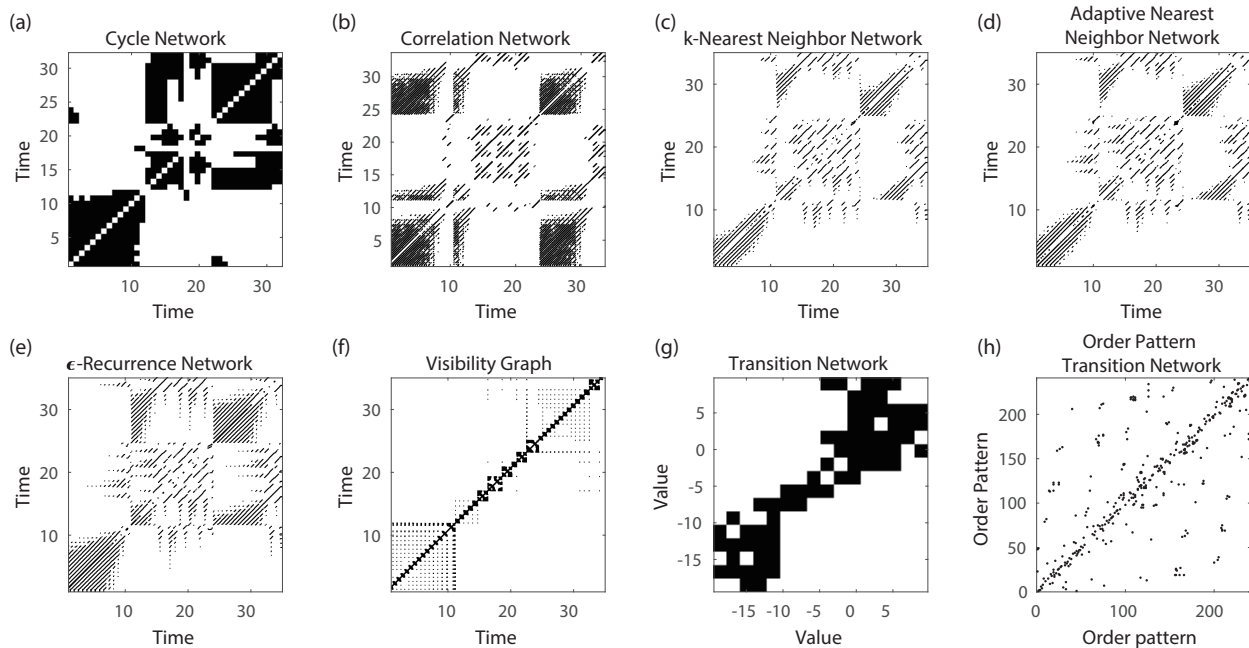 (a)
Cycle Network
30
25
20
15
10
5
Time
10
20
30
Time
(b)
Correlation Network
30
25
20
15
10
5
Time
10
20
30
Time
(c)
k-Nearest Neighbor Network
30
20
10
Time
10
20
30
Time
(d)
Adaptive Nearest
Neighbor Network
30
20
10
Time
10
20
30
Time
(e)
ϵ-Recurrence Network
30
20
10
Time
10
20
30
Time
(f)
Visibility Graph
30
20
10
Time
10
20
30
Time
(g)
Transition Network
5
0
-5
-10
-15
Value
-15
-10
-5
0
5
Value
(h)
Order Pattern
Transition Network
200
150
100
50
0
Order Pattern
0
100
200
Order pattern